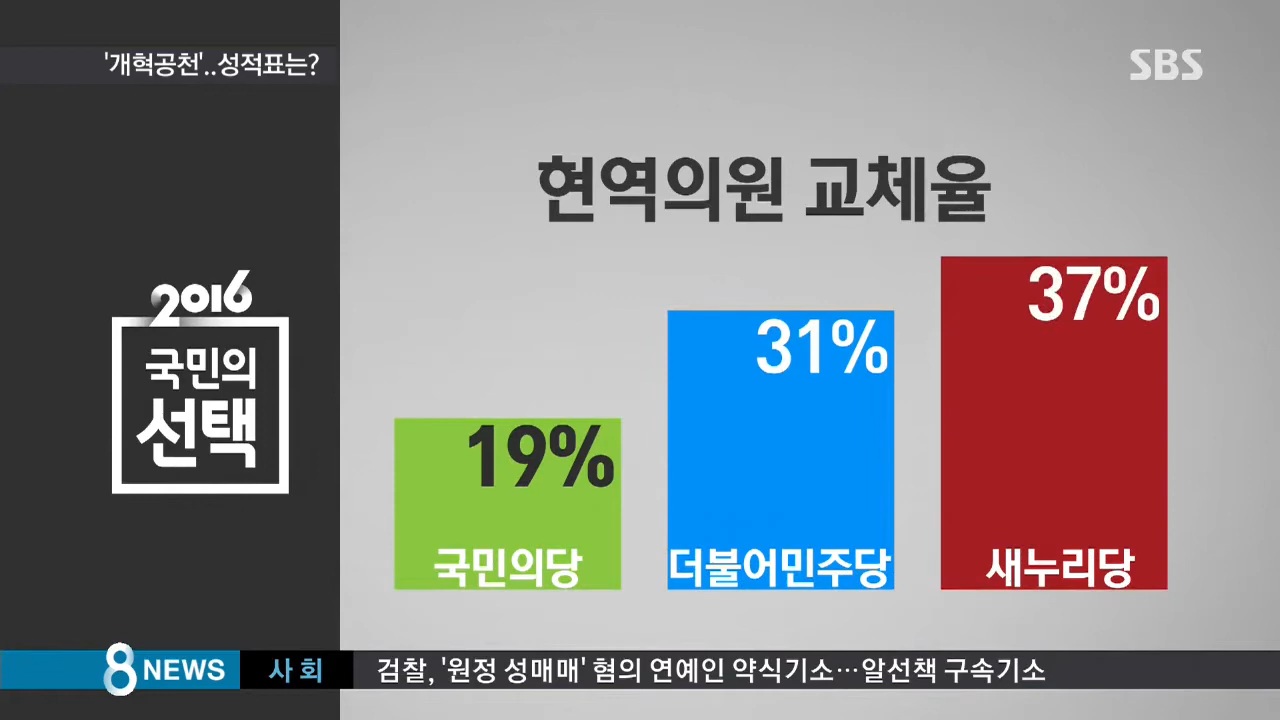 '개혁공천'..성적표는?
SBS
현역의원 교체율
2016
국민의
선택
19%
31%
37%
국민의당
더불어민주당
새누리당
8 NEWS
사회
검찰, '원정 성매매' 혐의 연예인 약식기소…알선책 구속기소